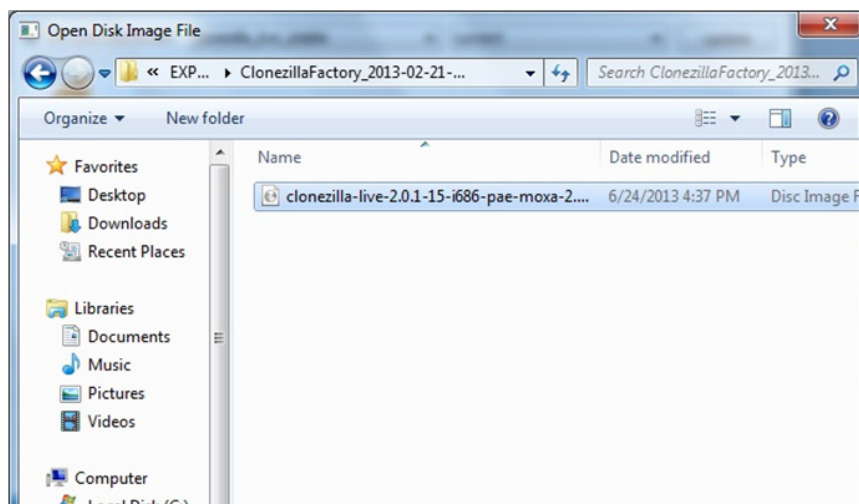 Open Disk Image File
« EXP... ▸ ClonezillaFactory_2013-02-21-...
Search ClonezillaFactory_2013...
Organize
New folder
Name
Date modified
Type
clonezilla-live-2.0.1-15-i686-pae-moxa-2....
6/24/2013 4:37 PM
Disc Image F
Favorites
Desktop
Downloads
Recent Places
Libraries
Documents
Music
Pictures
Videos
Computer
Local Disk (C:)